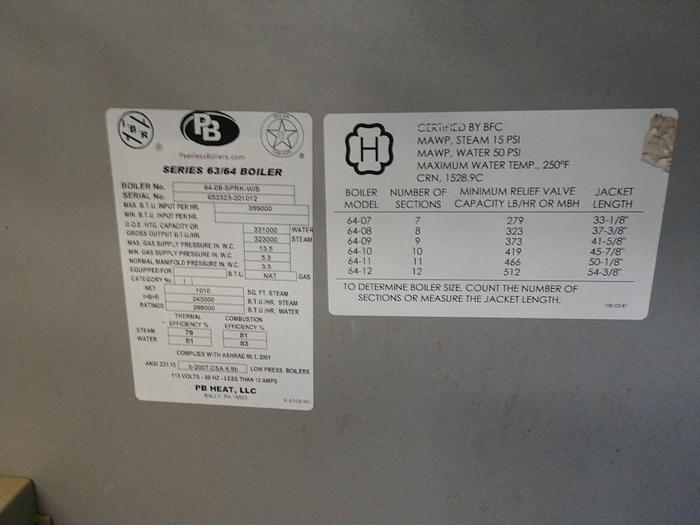 I B R
PB
PeerlessBoilers.com
SERIES 63/64 BOILER
BOILER No. 64-08-SPRK-W/S
SERIAL No. 652323-201012
MAX. B.T.U. INPUT PER HR. 399000
MIN. B.T.U. INPUT PER HR.
D.O.E. HTG. CAPACITY OR 331000 WATER
GROSS OUTPUT B.T.U./HR. 323000 STEAM
MAX. GAS SUPPLY PRESSURE IN. W.C. 13.5
MIN. GAS SUPPLY PRESSURE IN. W.C. 5.3
NORMAL MANIFOLD PRESSURE IN. W.C. 3.5
EQUIPPED FOR B.T.U. NAT GAS
CATEGORY No. I
NET 1010 SQ. FT. STEAM
I=B=R 242000 B.T.U./HR. STEAM
RATINGS 288000 B.T.U./HR. WATER
THERMAL COMBUSTION
EFFICIENCY % EFFICIENCY %
STEAM 79 81
WATER 81 83
COMPLIES WITH ASHRAE 90.1, 2001
ANSI Z21.13 b-2007.CSA 4.9b LOW PRESS. BOILERS
115 VOLTS - 60 HZ - LESS THAN 12 AMPS
PB HEAT, LLC
BALLY, PA 19503
H
CERTIFIED BY BFC
MAWP, STEAM 15 PSI
MAWP, WATER 50 PSI
MAXIMUM WATER TEMP., 250°F
CRN, 1528.9C
BOILER NUMBER OF MINIMUM RELIEF VALVE JACKET
MODEL SECTIONS CAPACITY LB/HR OR MBH LENGTH
64-07 7 279 33-1/8"
64-08 8 323 37-3/8"
64-09 9 373 41-5/8"
64-10 10 419 45-7/8"
64-11 11 466 50-1/8"
64-12 12 512 54-3/8"
TO DETERMINE BOILER SIZE, COUNT THE NUMBER OF
SECTIONS OR MEASURE THE JACKET LENGTH.